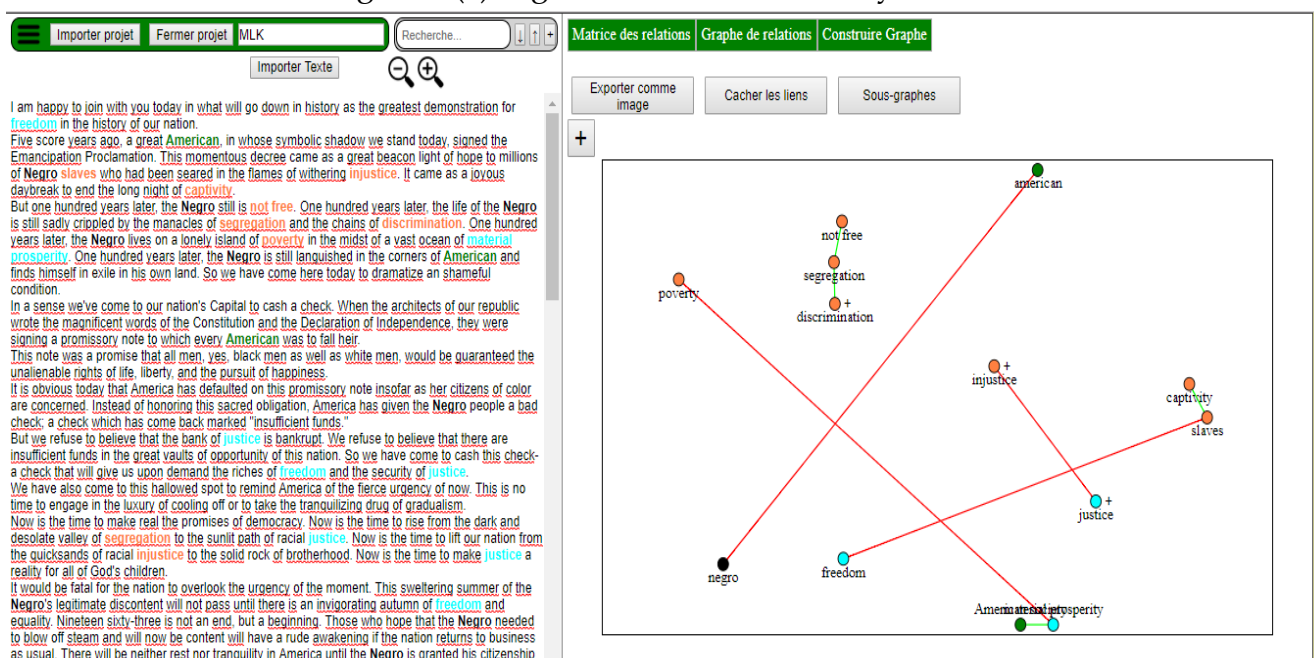 Importer projet Fermer projet MLK Recherche... ↓ ↑ +
Importer Texte
I am happy to join with you today in what will go down in history as the greatest demonstration for
freedom in the history of our nation.
Five score years ago, a great American, in whose symbolic shadow we stand today, signed the
Emancipation Proclamation. This momentous decree came as a great beacon light of hope to millions
of Negro slaves who had been seared in the flames of withering injustice. It came as a joyous
daybreak to end the long night of captivity.
But one hundred years later, the Negro still is not free. One hundred years later, the life of the Negro
is still sadly crippled by the manacles of segregation and the chains of discrimination. One hundred
years later, the Negro lives on a lonely island of poverty in the midst of a vast ocean of material
prosperity. One hundred years later, the Negro is still languished in the corners of American and
finds himself in exile in his own land. So we have come here today to dramatize an shameful
condition.
In a sense we've come to our nation's Capital to cash a check. When the architects of our republic
wrote the magnificent words of the Constitution and the Declaration of Independence, they were
signing a promissory note to which every American was to fall heir.
This note was a promise that all men, yes, black men as well as white men, would be guaranteed the
unalienable rights of life, liberty, and the pursuit of happiness.
It is obvious today that America has defaulted on this promissory note insofar as her citizens of color
are concerned. Instead of honoring this sacred obligation, America has given the Negro people a bad
check; a check which has come back marked "insufficient funds."
But we refuse to believe that the bank of justice is bankrupt. We refuse to believe that there are
insufficient funds in the great vaults of opportunity of this nation. So we have come to cash this check-
a check that will give us upon demand the riches of freedom and the security of justice.
We have also come to this hallowed spot to remind America of the fierce urgency of now. This is no
time to engage in the luxury of cooling off or to take the tranquilizing drug of gradualism.
Now is the time to make real the promises of democracy. Now is the time to rise from the dark and
desolate valley of segregation to the sunlit path of racial justice. Now is the time to lift our nation from
the quicksands of racial injustice to the solid rock of brotherhood. Now is the time to make justice a
reality for all of God's children.
It would be fatal for the nation to overlook the urgency of the moment. This sweltering summer of the
Negro's legitimate discontent will not pass until there is an invigorating autumn of freedom and
equality. Nineteen sixty-three is not an end, but a beginning. Those who hope that the Negro needed
to blow off steam and will now be content will have a rude awakening if the nation returns to business
as usual. There will be neither rest nor tranquility in America until the Negro is granted his citizenship
Matrice des relations Graphe de relations Construire Graphe
Exporter comme
image
Cacher les liens
Sous-graphes
+
american
not free
segregation
poverty
+
discrimination
+
injustice
captivity
slaves
+
justice
negro
freedom
prosperity